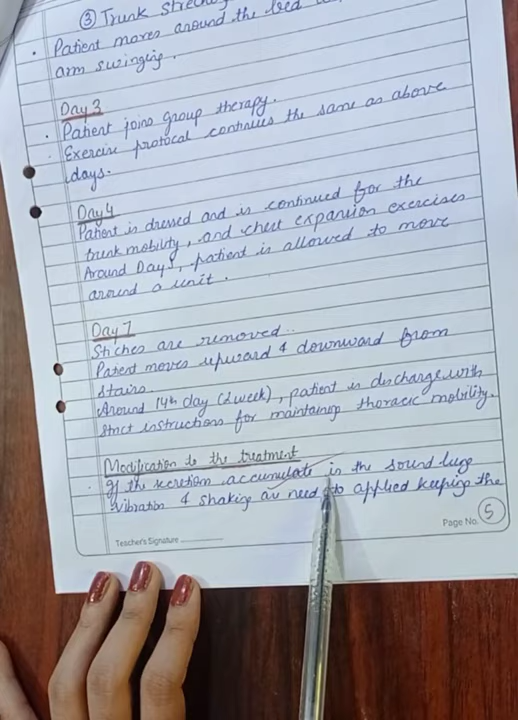 ③ Trunk
• Patient moves around the bed
arm swinging.
Day 3
• Patient joins group therapy.
• Exercise protocal continues the same as above
days.
Day 4
Patient is dressed and is continued for the
trunk mobility, and chest expansion exercises
Around Day 5, patient is allowed to move
around a unit.
Day 7
Stiches are removed..
Patient moves upward & downward from
stairs
Around 14th day (2 week), patient is discharge with
strict instructions for maintaining thoracic mobility.
Modification to the treatment
• If the secretion accumulate in the sound lung
vibration & shaking are need to applied keeping the
Page No. 5
Teacher's Signature